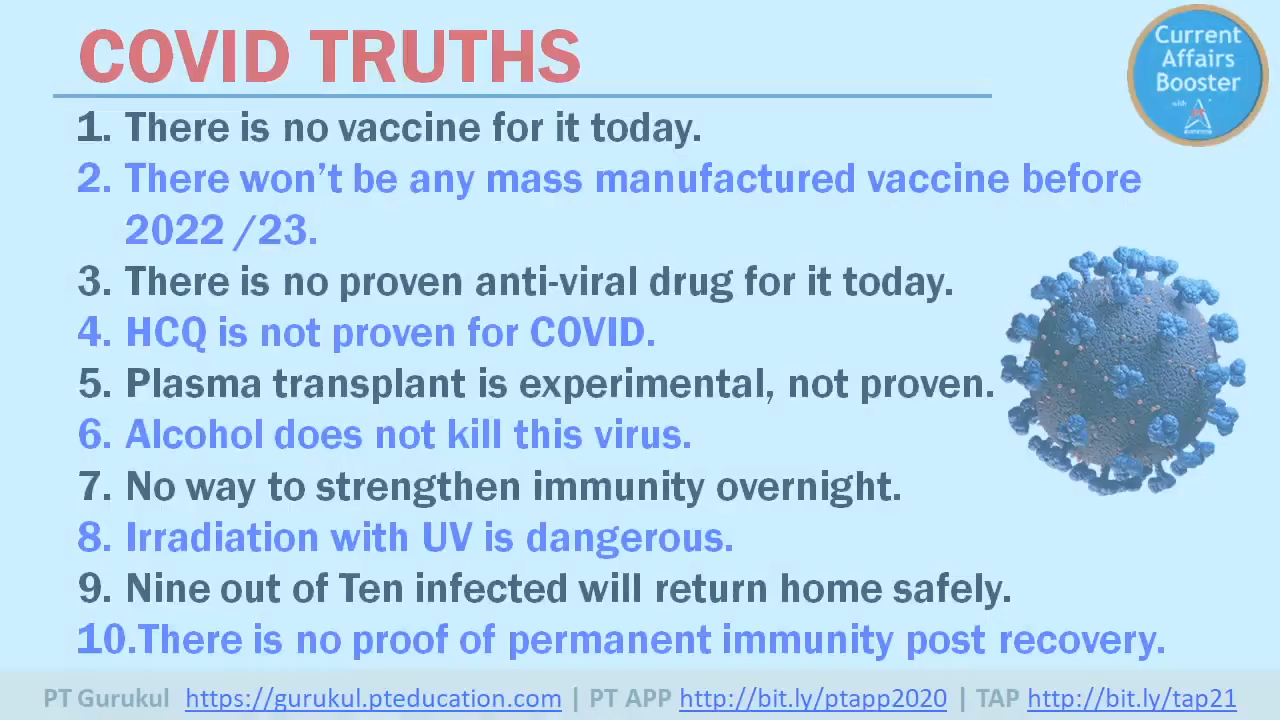 COVID TRUTHS
Current
Affairs
Booster
with
1. There is no vaccine for it today.
2. There won't be any mass manufactured vaccine before
2022 /23.
3. There is no proven anti-viral drug for it today.
4. HCQ is not proven for COVID.
5. Plasma transplant is experimental, not proven.
6. Alcohol does not kill this virus.
7. No way to strengthen immunity overnight.
8. Irradiation with UV is dangerous.
9. Nine out of Ten infected will return home safely.
10.There is no proof of permanent immunity post recovery.
PT Gurukul https://gurukul.pteducation.com | PT APP http://bit.ly/ptapp2020 | TAP http://bit.ly/tap21